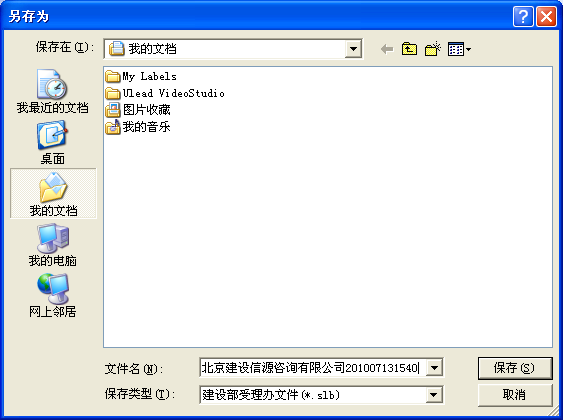 另存为
保存在(I):
我的文档
我最近的文档
桌面
我的文档
我的电脑
网上邻居
My Labels
Ulead VideoStudio
图片收藏
我的音乐
文件名(N):
北京建设信源咨询有限公司201007131540
保存(S)
保存类型(T):
建设部受理办文件(*.slb)
取消